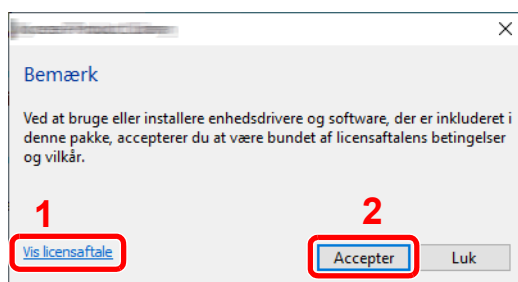 Bemærk
Ved at bruge eller installere enhedsdrivere og software, der er inkluderet i
denne pakke, accepterer du at være bundet af licensaftalens betingelser
og vilkår.
1
2
Vis licensaftale
Accepter
Luk